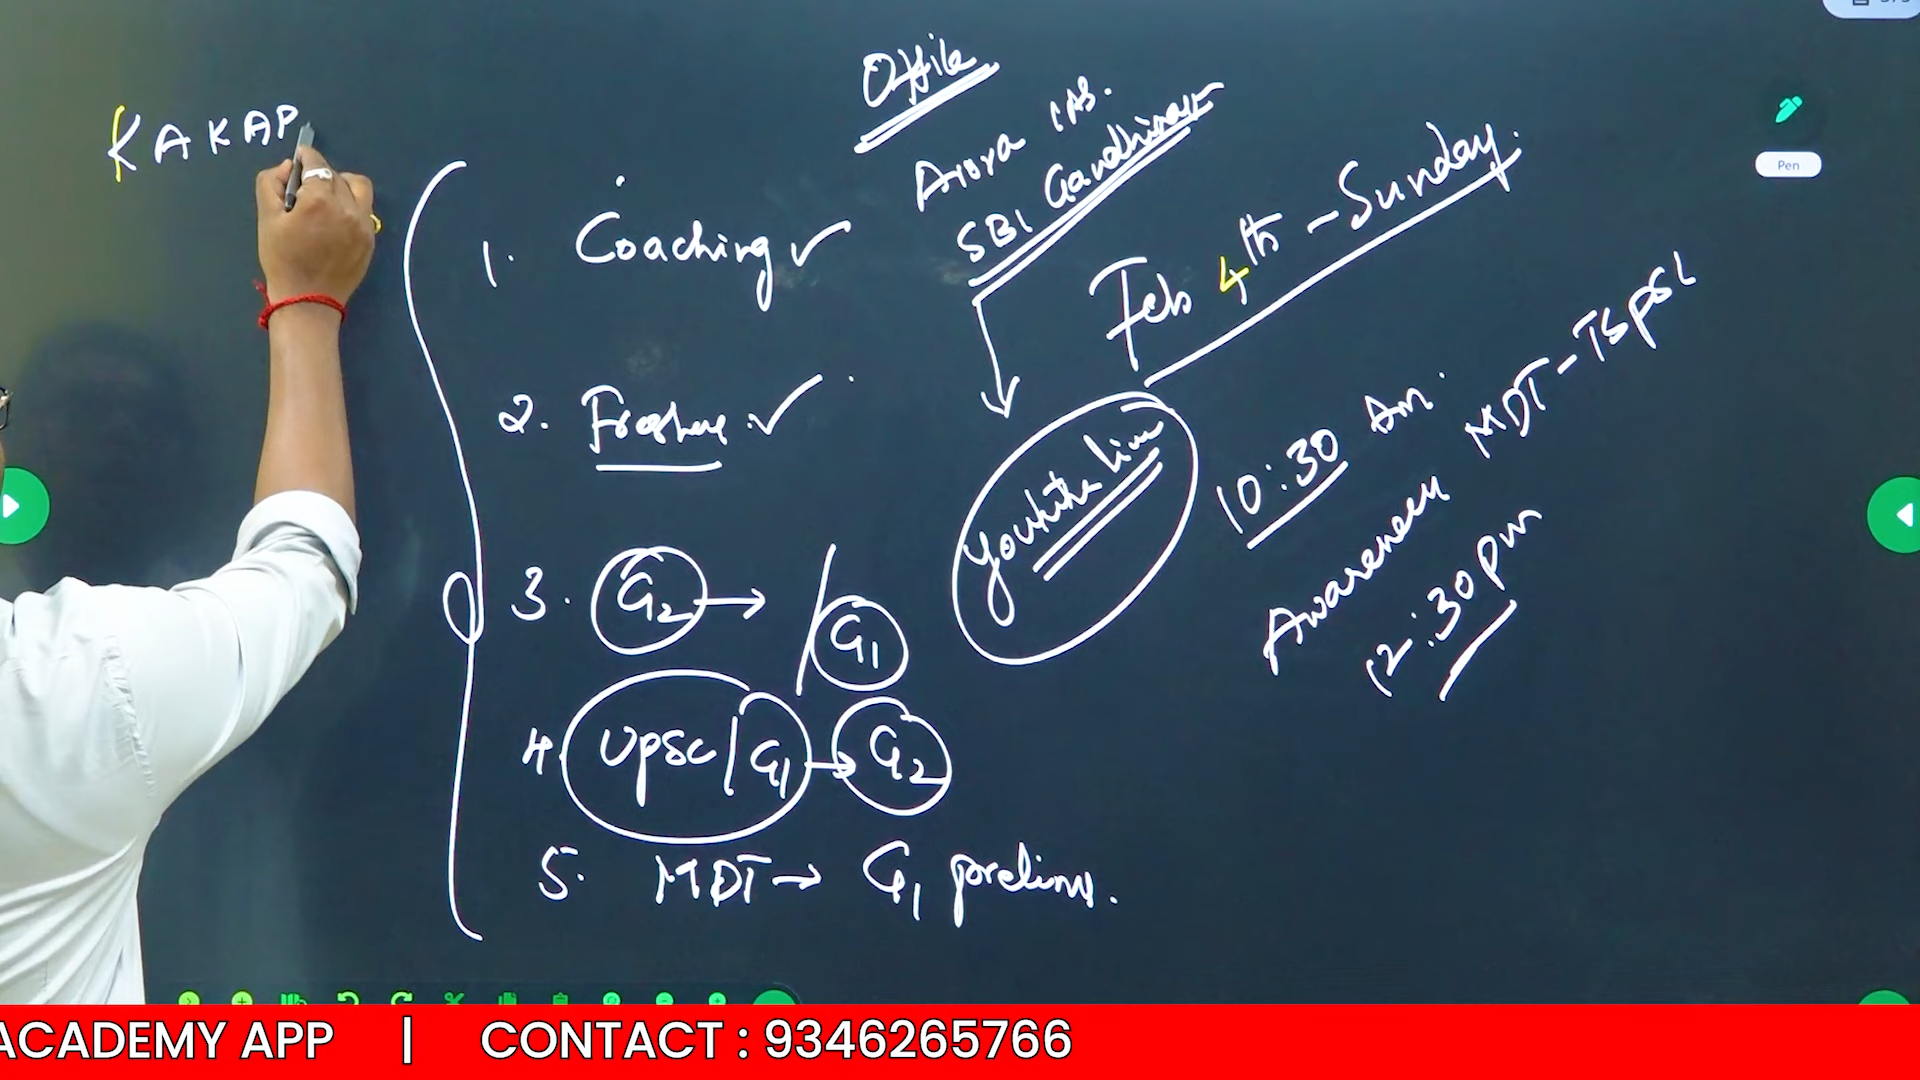 KAKAP
Office
Arora IAS.
SBI Gandhinagar
Feb 4th - Sunday.
1. Coaching ✓
2. Freshers ✓
3. G2 → / G1
4. UPSC | G1 → G2
5. MDT → G1 prelims.
Youtube live
10:30 Am.
Awareness MDT - TSPSC
12:30 pm
Pen
ACADEMY APP | CONTACT : 9346265766